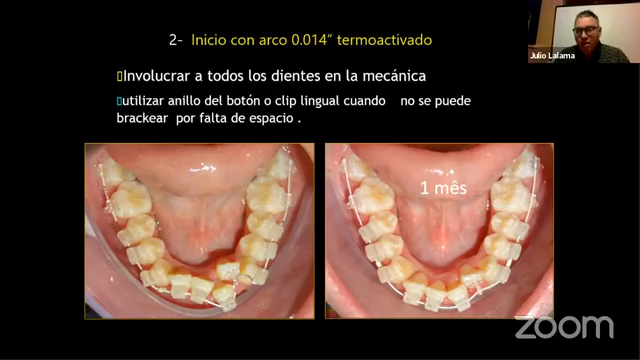 2- Inicio con arco 0.014” termoactivado
Involucrar a todos los dientes en la mecánica
utilizar anillo del botón o clip lingual cuando no se puede
brackear por falta de espacio .
1 mês
Julio Lalama
zoom